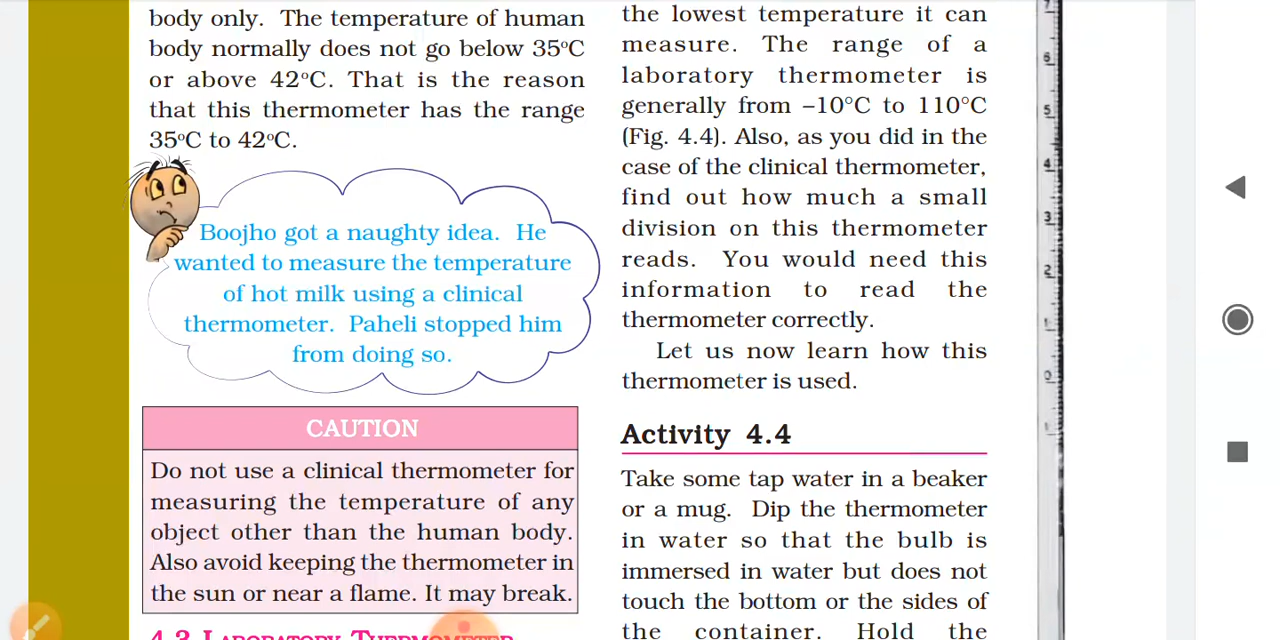 body only. The temperature of human
body normally does not go below 35°C
or above 42°C. That is the reason
that this thermometer has the range
35°C to 42°C.
Boojho got a naughty idea. He
wanted to measure the temperature
of hot milk using a clinical
thermometer. Paheli stopped him
from doing so.
CAUTION
Do not use a clinical thermometer for
measuring the temperature of any
object other than the human body.
Also avoid keeping the thermometer in
the sun or near a flame. It may break.
4.3 LABORATORY THERMOMETER
the lowest temperature it can
measure. The range of a
laboratory thermometer is
generally from –10°C to 110°C
(Fig. 4.4). Also, as you did in the
case of the clinical thermometer,
find out how much a small
division on this thermometer
reads. You would need this
information to read the
thermometer correctly.
Let us now learn how this
thermometer is used.
Activity 4.4
Take some tap water in a beaker
or a mug. Dip the thermometer
in water so that the bulb is
immersed in water but does not
touch the bottom or the sides of
the container. Hold the